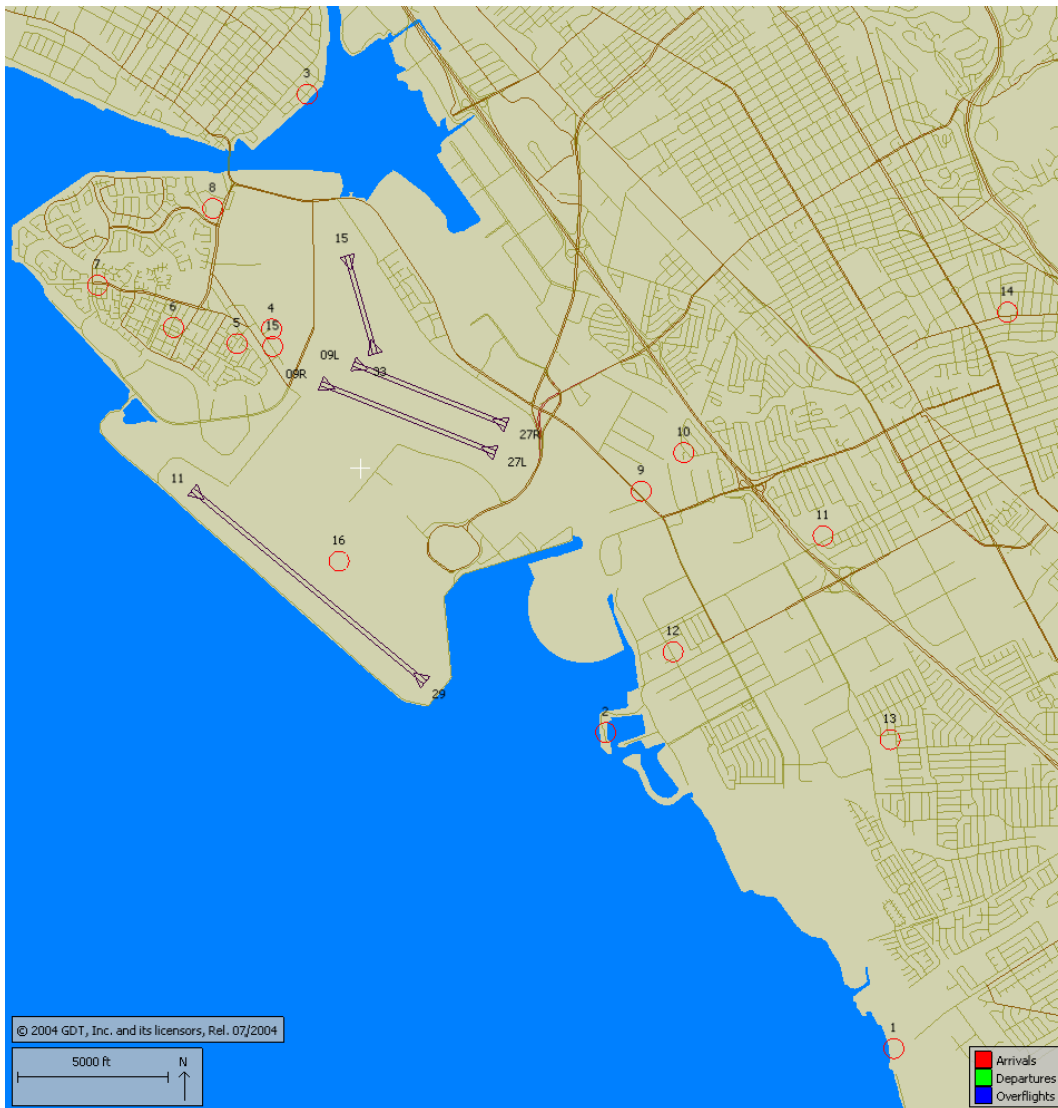 3
8
15
7
14
6
4
5
15
09L
09R
33
27R
10
27L
9
11
11
16
12
29
2
13
1
© 2004 GDT, Inc. and its licensors, Rel. 07/2004
5000 ft
N
Arrivals
Departures
Overflights